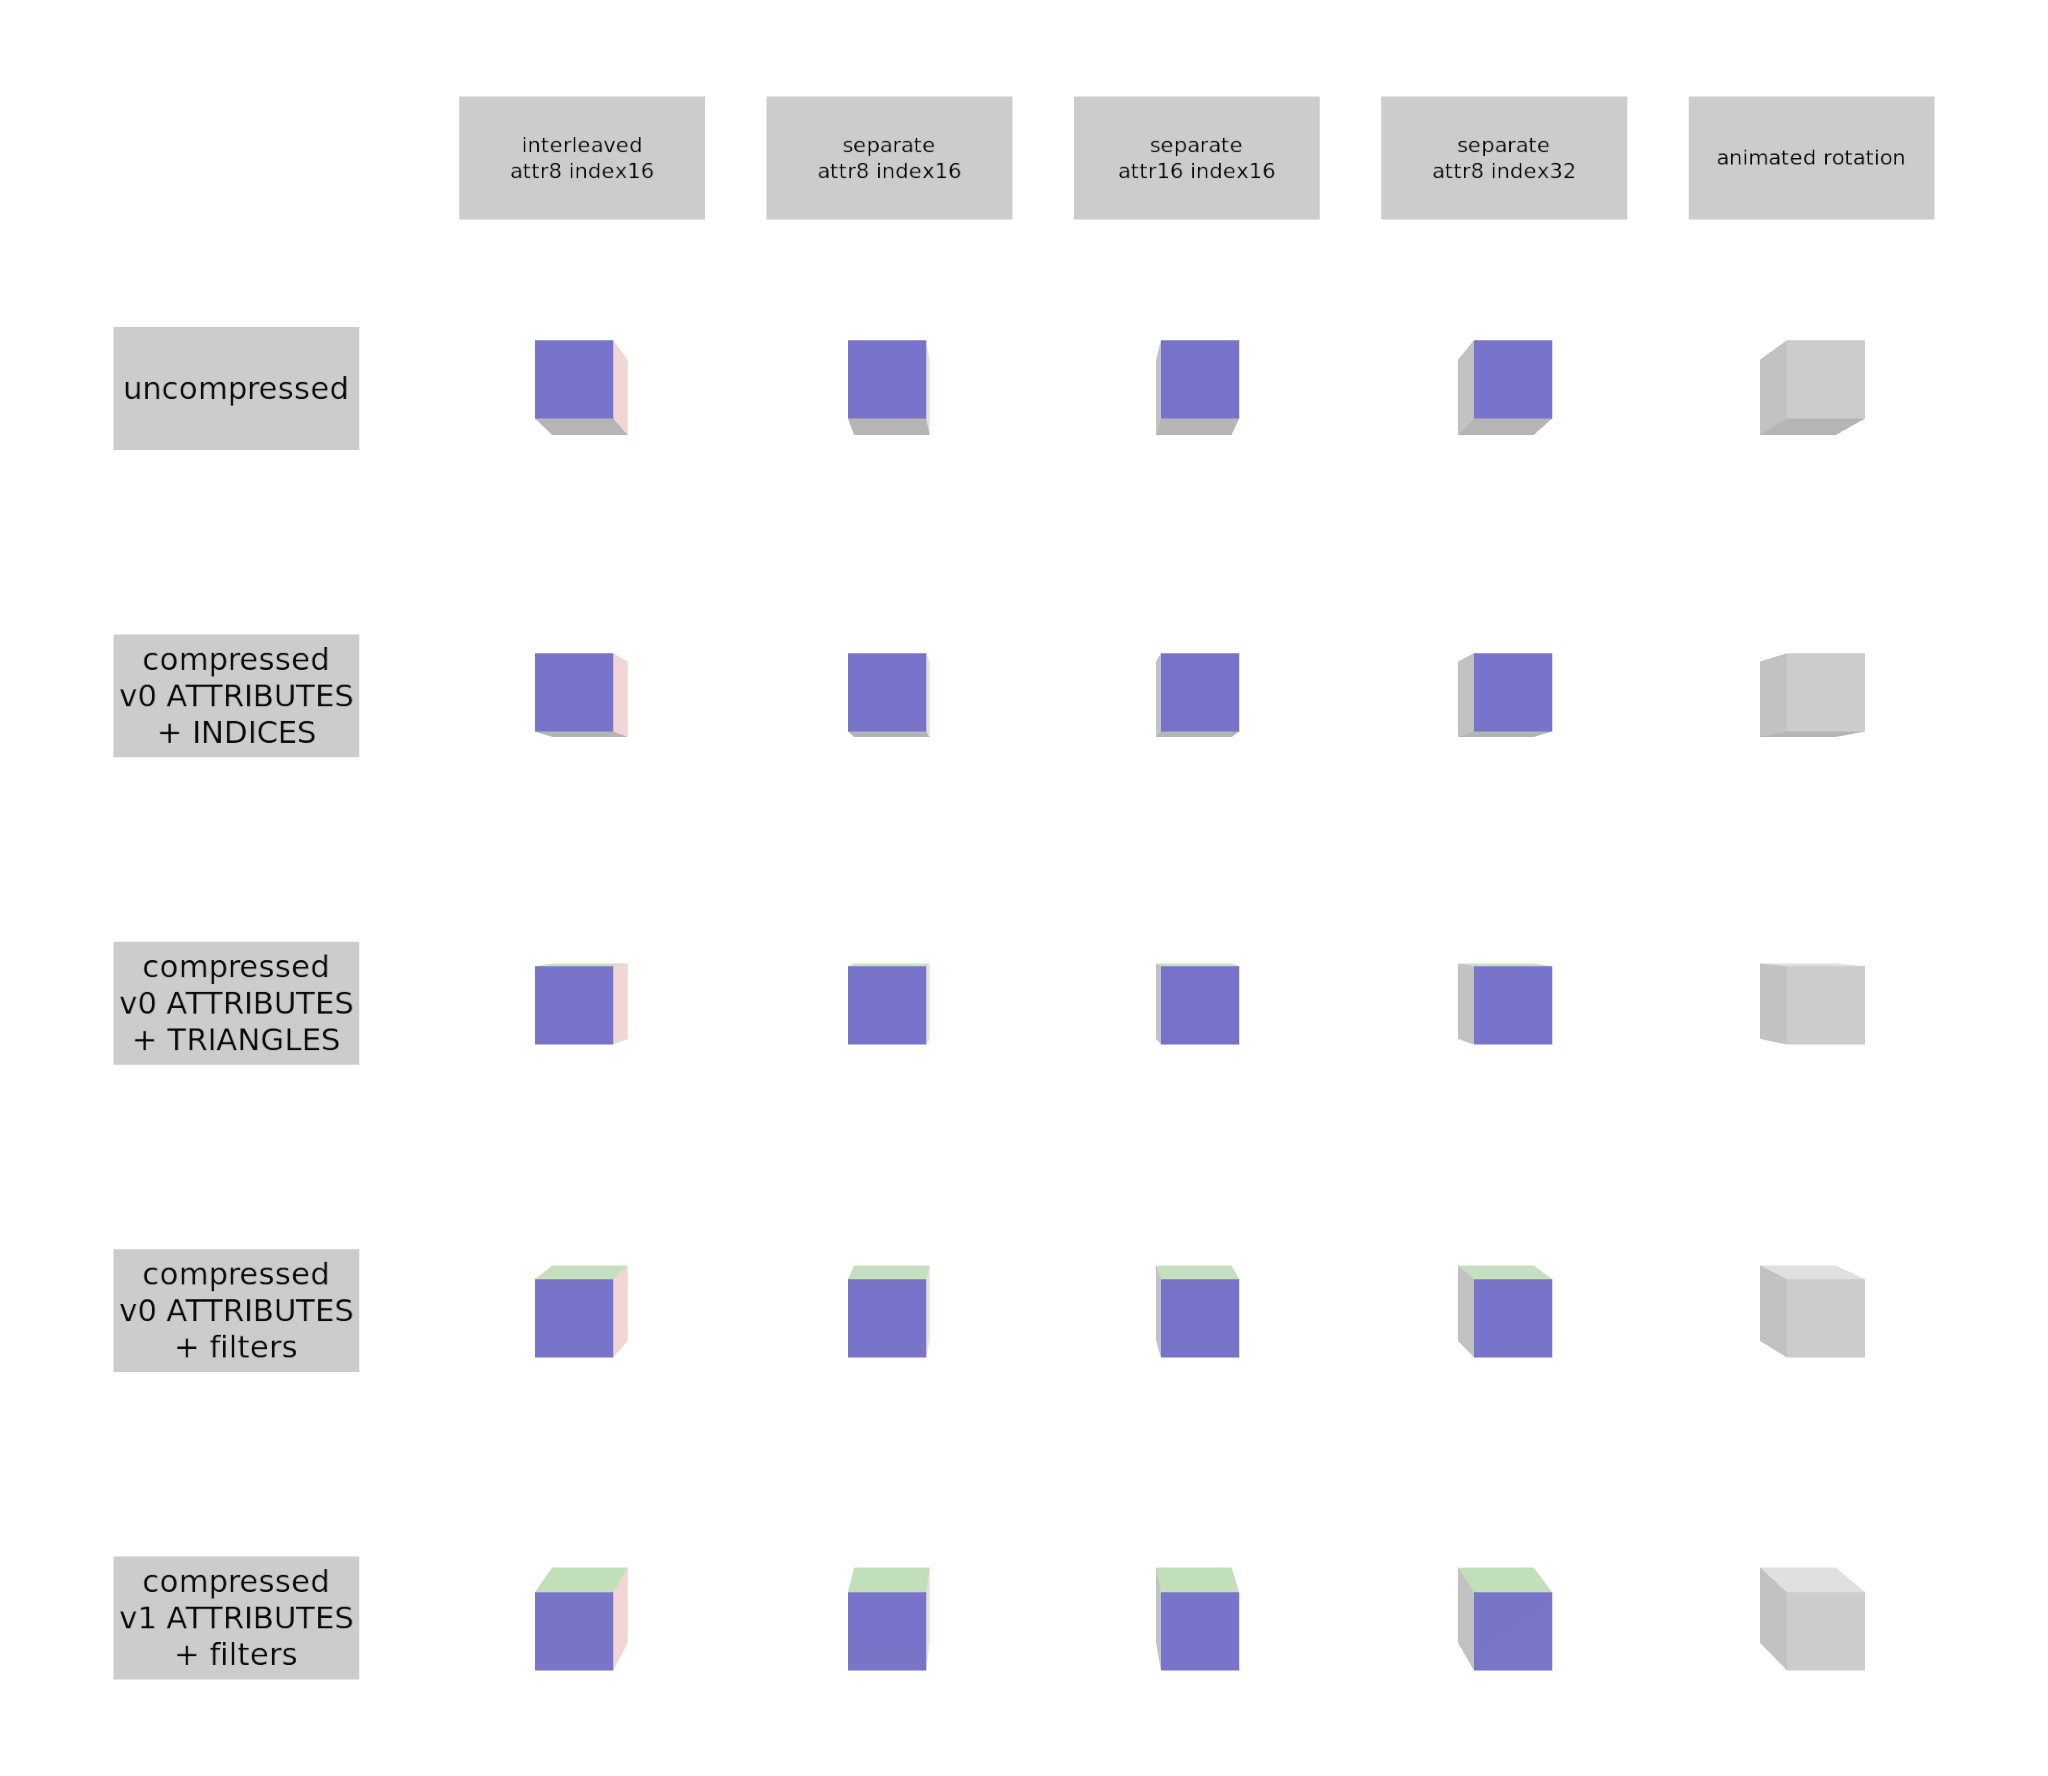 interleaved
attr8 index16
separate
attr8 index16
separate
attr16 index16
separate
attr8 index32
animated rotation
uncompressed
compressed
v0 ATTRIBUTES
+ INDICES
compressed
v0 ATTRIBUTES
+ TRIANGLES
compressed
v0 ATTRIBUTES
+ filters
compressed
v1 ATTRIBUTES
+ filters